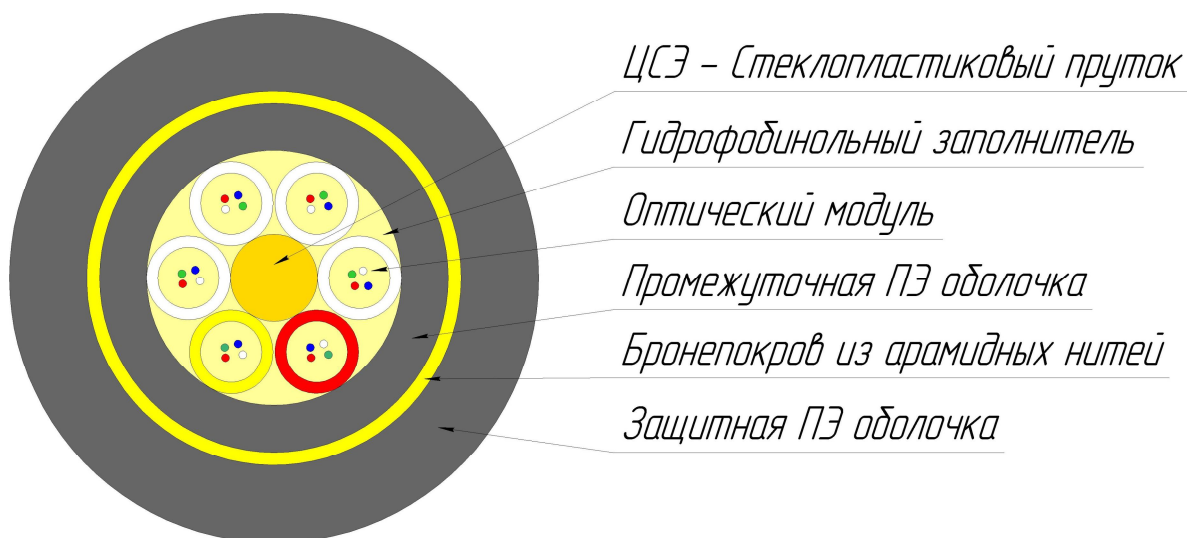 ЦСЭ – Стеклопластиковый пруток
Гидрофобинольный заполнитель
Оптический модуль
Промежуточная ПЭ оболочка
Бронепокров из арамидных нитей
Защитная ПЭ оболочка